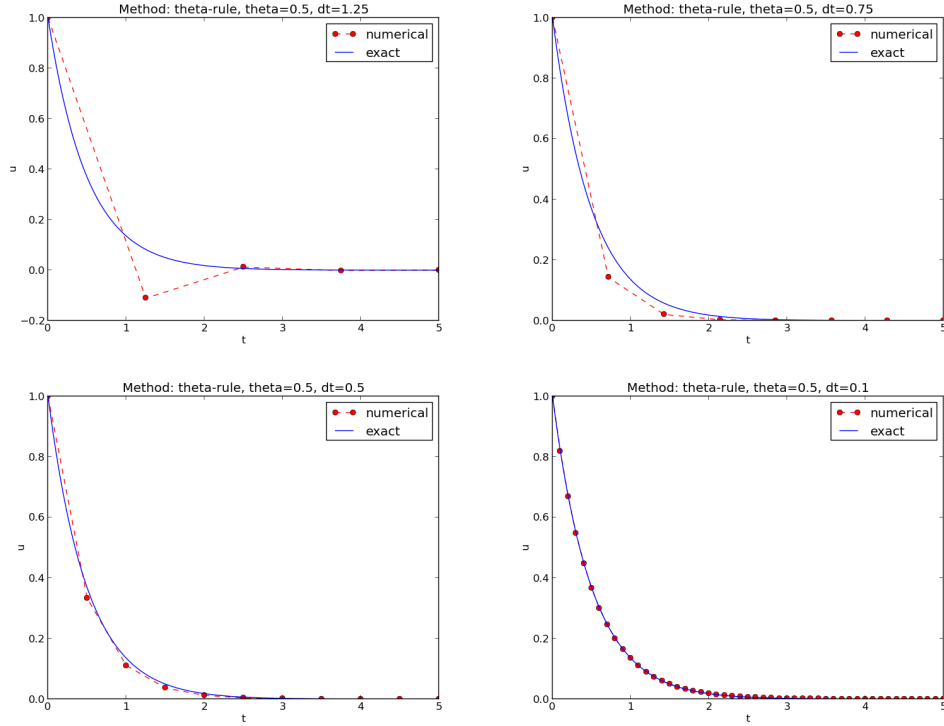 Method: theta-rule, theta=0.5, dt=1.25
1.0
0.8
0.6
0.4
0.2
0.0
−0.2
u
0 1 2 3 4 5
t
numerical
exact
Method: theta-rule, theta=0.5, dt=0.75
1.0
0.8
0.6
0.4
0.2
0.0
u
0 1 2 3 4 5
t
numerical
exact
Method: theta-rule, theta=0.5, dt=0.5
1.0
0.8
0.6
0.4
0.2
0.0
u
0 1 2 3 4 5
t
numerical
exact
Method: theta-rule, theta=0.5, dt=0.1
1.0
0.8
0.6
0.4
0.2
0.0
u
0 1 2 3 4 5
t
numerical
exact